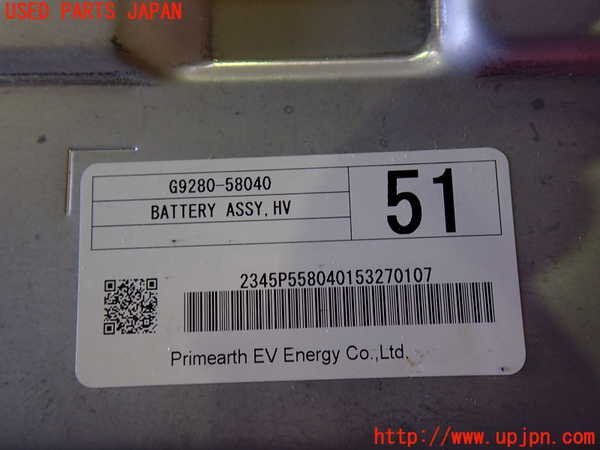 USED PARTS JAPAN
G9280-58040
BATTERY ASSY,HV
51
2345P558040153270107
Primearth EV Energy Co.,Ltd.
http://www.upjpn.com